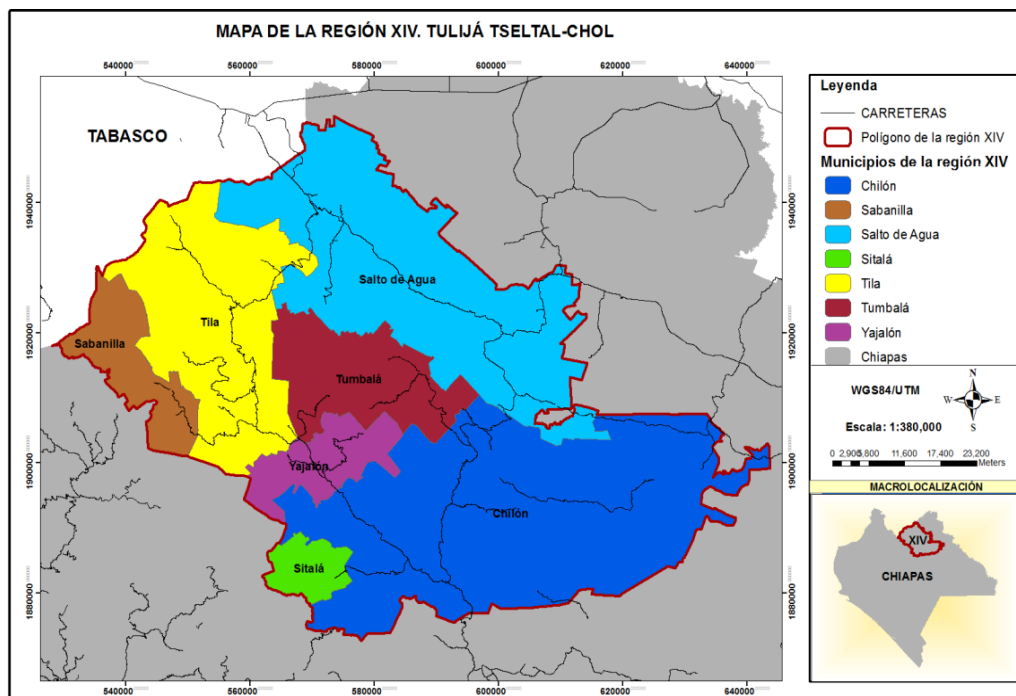 MAPA DE LA REGIÓN XIV. TULIJÁ TSELTAL-CHOL
540000 560000 580000 600000 620000 640000
TABASCO
1940000 1940000
Salto de Agua
1920000 1920000
Tila
Sabanilla
Tumbalá
1900000 1900000
Yajalón
Chilón
Sitalá
1880000 1880000
540000 560000 580000 600000 620000 640000
Leyenda
CARRETERAS
Polígono de la región XIV
Municipios de la región XIV
Chilón
Sabanilla
Salto de Agua
Sitalá
Tila
Tumbalá
Yajalón
Chiapas
WGS84/UTM
Escala: 1:380,000
N
W E
S
0 2,900 5,800 11,600 17,400 23,200
Meters
MACROLOCALIZACIÓN
XIV
CHIAPAS